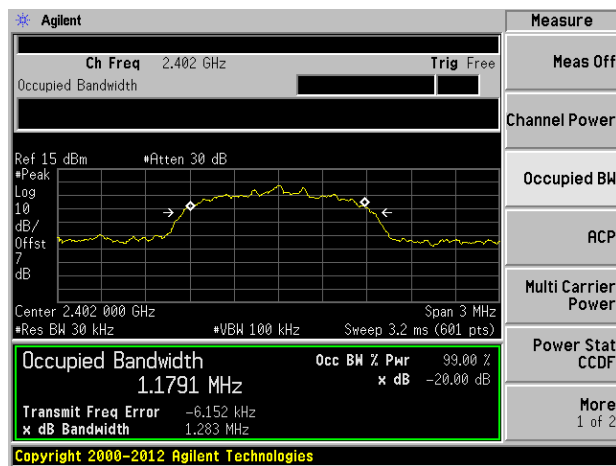 Agilent
Measure
Ch Freq 2.402 GHz Trig Free
Occupied Bandwidth
Meas Off
Channel Power
Occupied BW
ACP
Multi Carrier
Power
Power Stat
CCDF
More
1 of 2
Ref 15 dBm #Atten 30 dB
#Peak
Log
10
dB/
Offst
7
dB
Center 2.402 000 GHz Span 3 MHz
#Res BW 30 kHz #VBW 100 kHz Sweep 3.2 ms (601 pts)
Occupied Bandwidth Occ BW % Pwr 99.00 %
1.1791 MHz x dB -20.00 dB
Transmit Freq Error -6.152 kHz
x dB Bandwidth 1.283 MHz
Copyright 2000-2012 Agilent Technologies